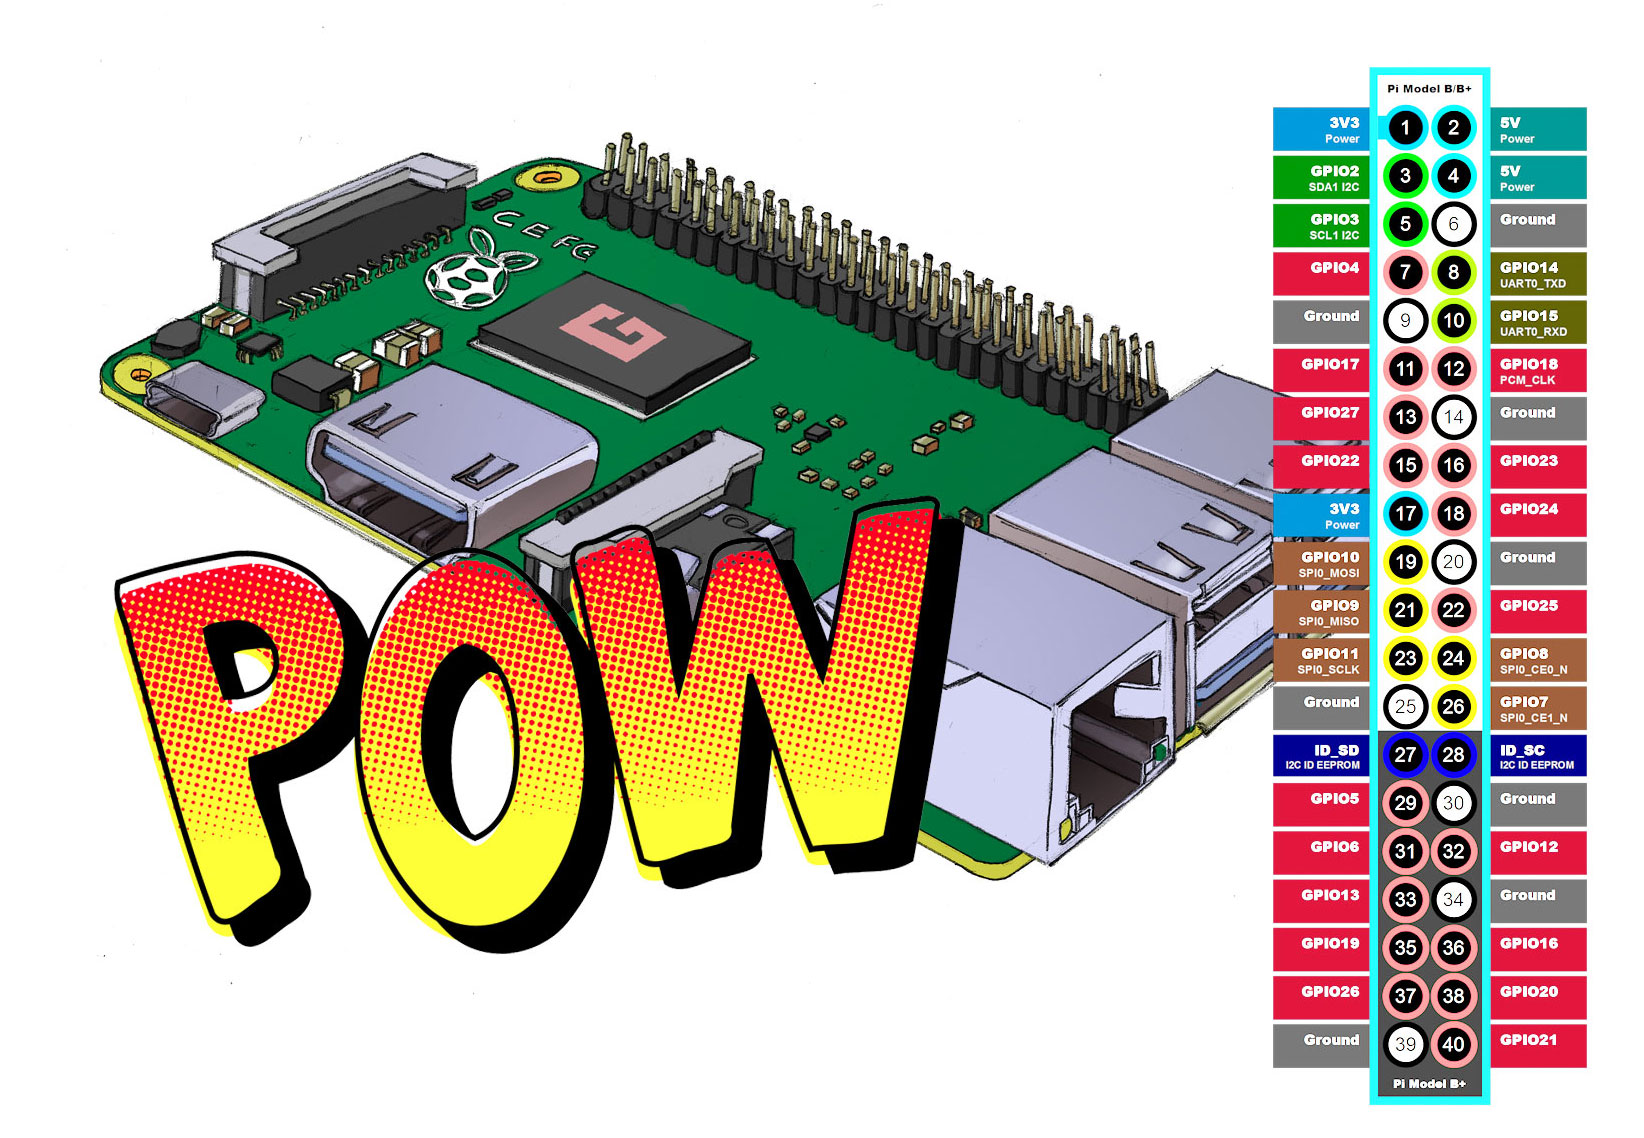 CE FC
POW
Pi Model B/B+
3V3
Power
1
2
5V
Power
GPIO2
SDA1 I2C
3
4
5V
Power
GPIO3
SCL1 I2C
5
6
Ground
GPIO4
7
8
GPIO14
UART0_TXD
Ground
9
10
GPIO15
UART0_RXD
GPIO17
11
12
GPIO18
PCM_CLK
GPIO27
13
14
Ground
GPIO22
15
16
GPIO23
3V3
Power
17
18
GPIO24
GPIO10
SPI0_MOSI
19
20
Ground
GPIO9
SPI0_MISO
21
22
GPIO25
GPIO11
SPI0_SCLK
23
24
GPIO8
SPI0_CE0_N
Ground
25
26
GPIO7
SPI0_CE1_N
ID_SD
I2C ID EEPROM
27
28
ID_SC
I2C ID EEPROM
GPIO5
29
30
Ground
GPIO6
31
32
GPIO12
GPIO13
33
34
Ground
GPIO19
35
36
GPIO16
GPIO26
37
38
GPIO20
Ground
39
40
GPIO21
Pi Model B+